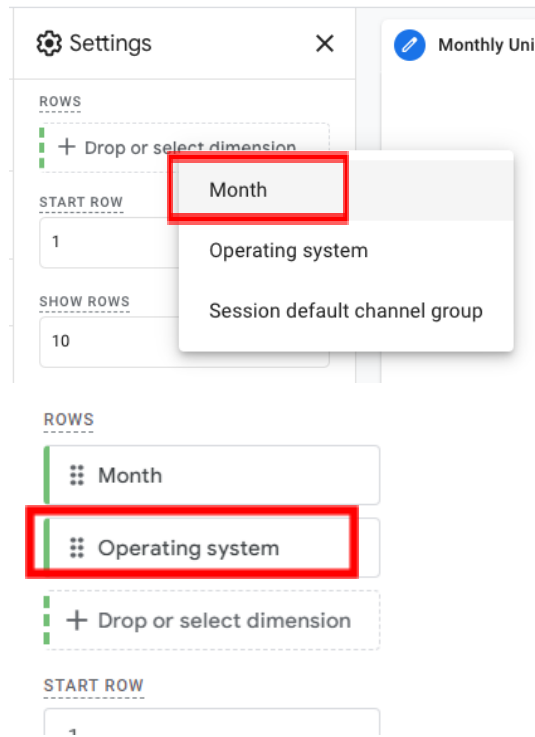 Settings
Monthly Uni
ROWS
+ Drop or select dimension
Month
START ROW
1
Operating system
SHOW ROWS
Session default channel group
10
ROWS
Month
Operating system
+ Drop or select dimension
START ROW
1